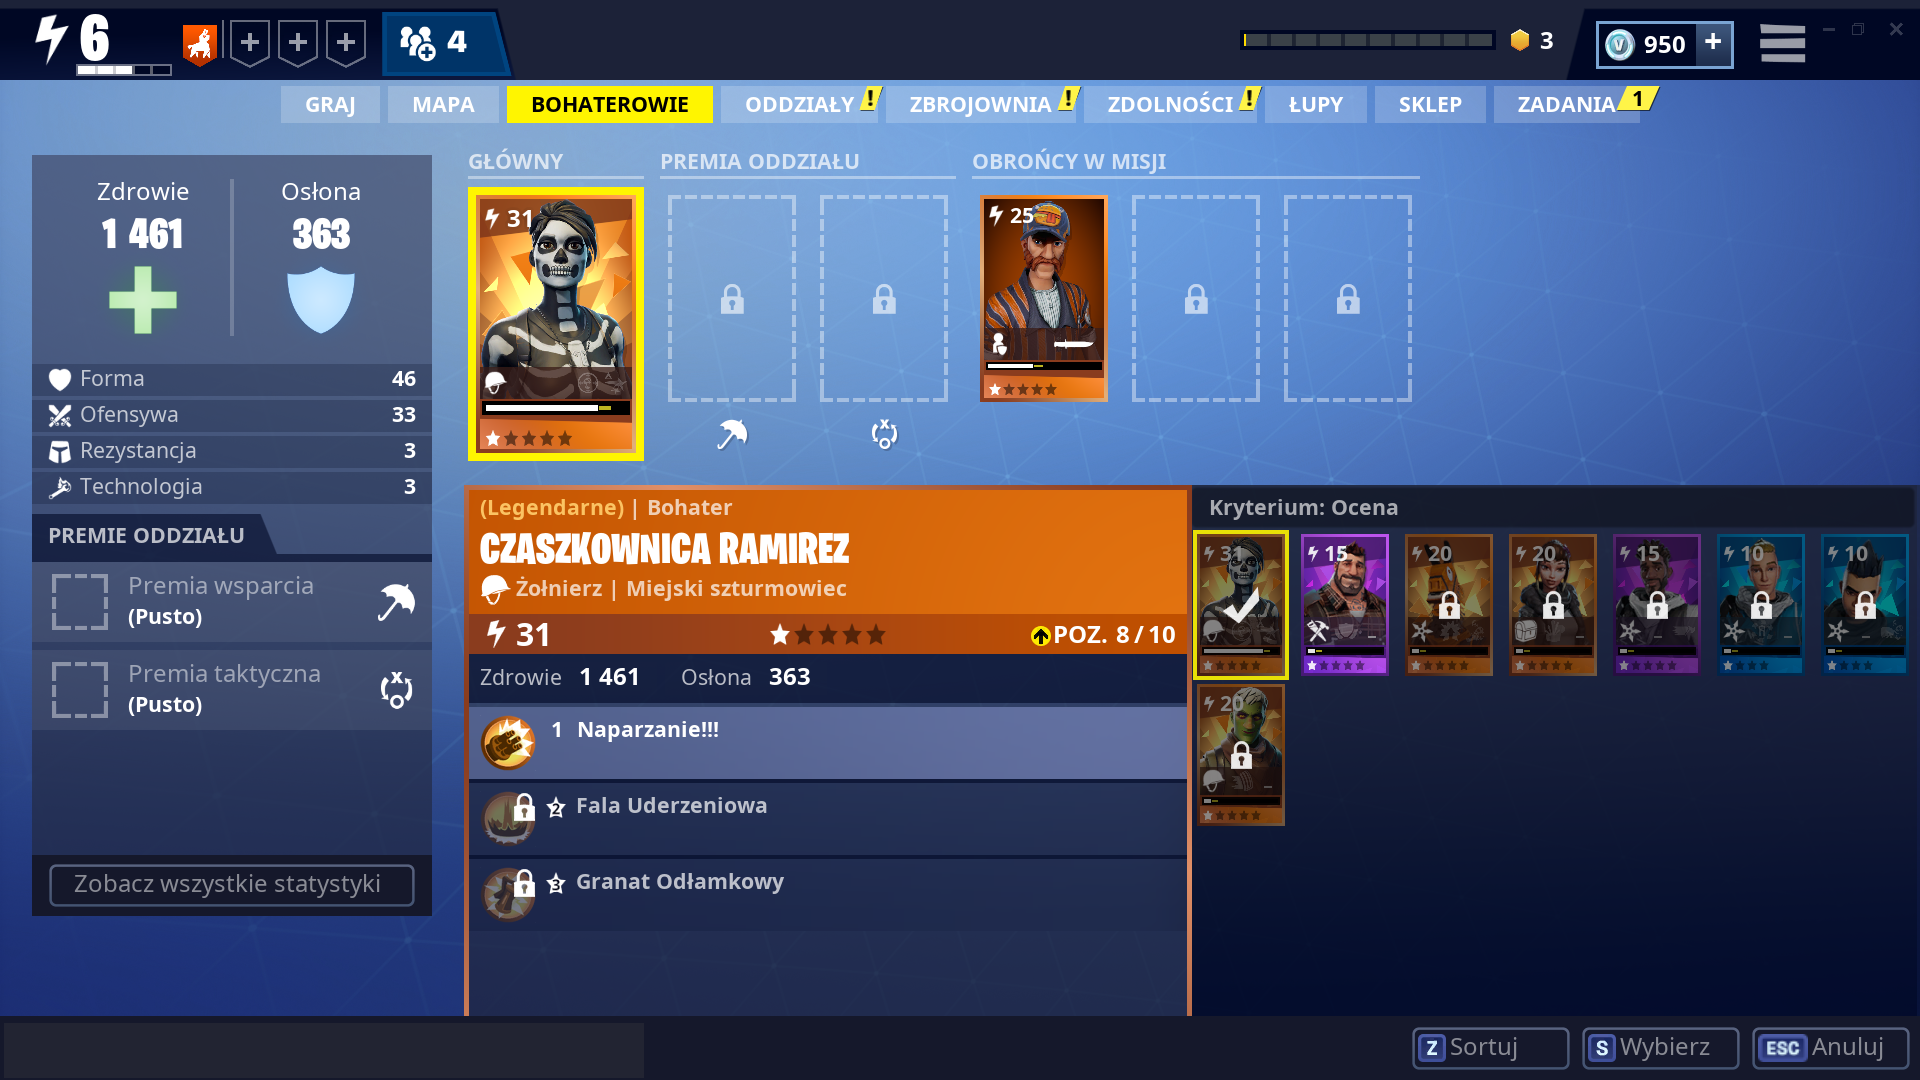 6
4
3
950
GRAJ
MAPA
BOHATEROWIE
ODDZIAŁY !
ZBROJOWNIA !
ZDOLNOŚCI !
ŁUPY
SKLEP
ZADANIA 1
Zdrowie
1 461
Osłona
363
Forma 46
Ofensywa 33
Rezystancja 3
Technologia 3
PREMIE ODDZIAŁU
Premia wsparcia
(Pusto)
Premia taktyczna
(Pusto)
Zobacz wszystkie statystyki
GŁÓWNY
PREMIA ODDZIAŁU
OBROŃCY W MISJI
31
25
(Legendarne) | Bohater
CZASZKOWNICA RAMIREZ
Żołnierz | Miejski szturmowiec
31
POZ. 8 / 10
Zdrowie 1 461 Osłona 363
1 Naparzanie!!!
2 Fala Uderzeniowa
3 Granat Odłamkowy
Kryterium: Ocena
31
15
20
20
15
10
10
20
Z Sortuj
S Wybierz
ESC Anuluj